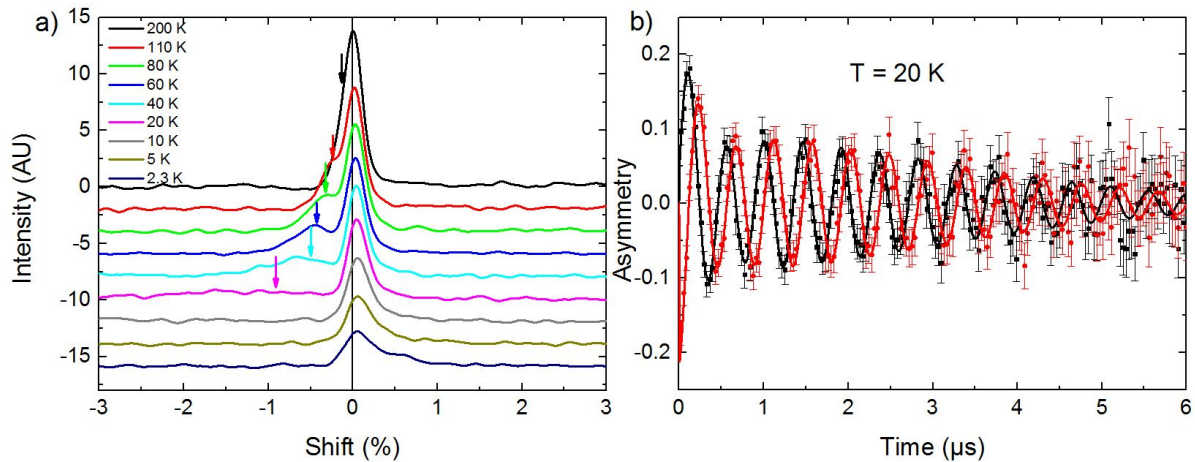 a)
200 K
110 K
80 K
60 K
40 K
20 K
10 K
5 K
2.3 K
15
10
5
0
-5
-10
-15
Intensity (AU)
-3 -2 -1 0 1 2 3
Shift (%)
b)
T = 20 K
0.2
0.1
0.0
-0.1
-0.2
Asymmetry
0 1 2 3 4 5 6
Time (µs)